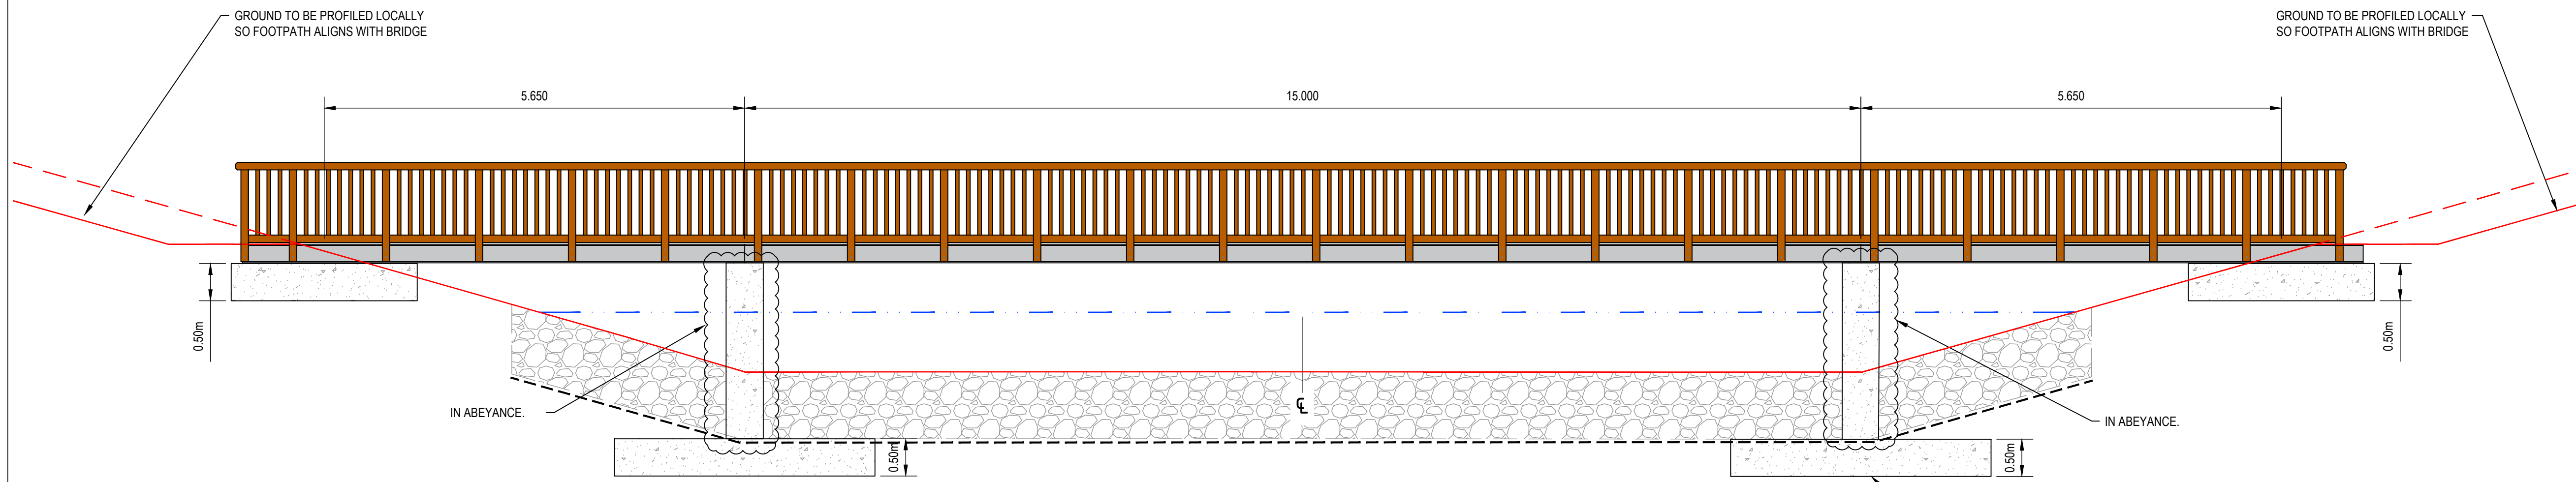 GROUND TO BE PROFILED LOCALLY
SO FOOTPATH ALIGNS WITH BRIDGE
GROUND TO BE PROFILED LOCALLY
SO FOOTPATH ALIGNS WITH BRIDGE
5.650
15.000
5.650
0.50m
0.50m
IN ABEYANCE.
℄
IN ABEYANCE.
0.50m
0.50m